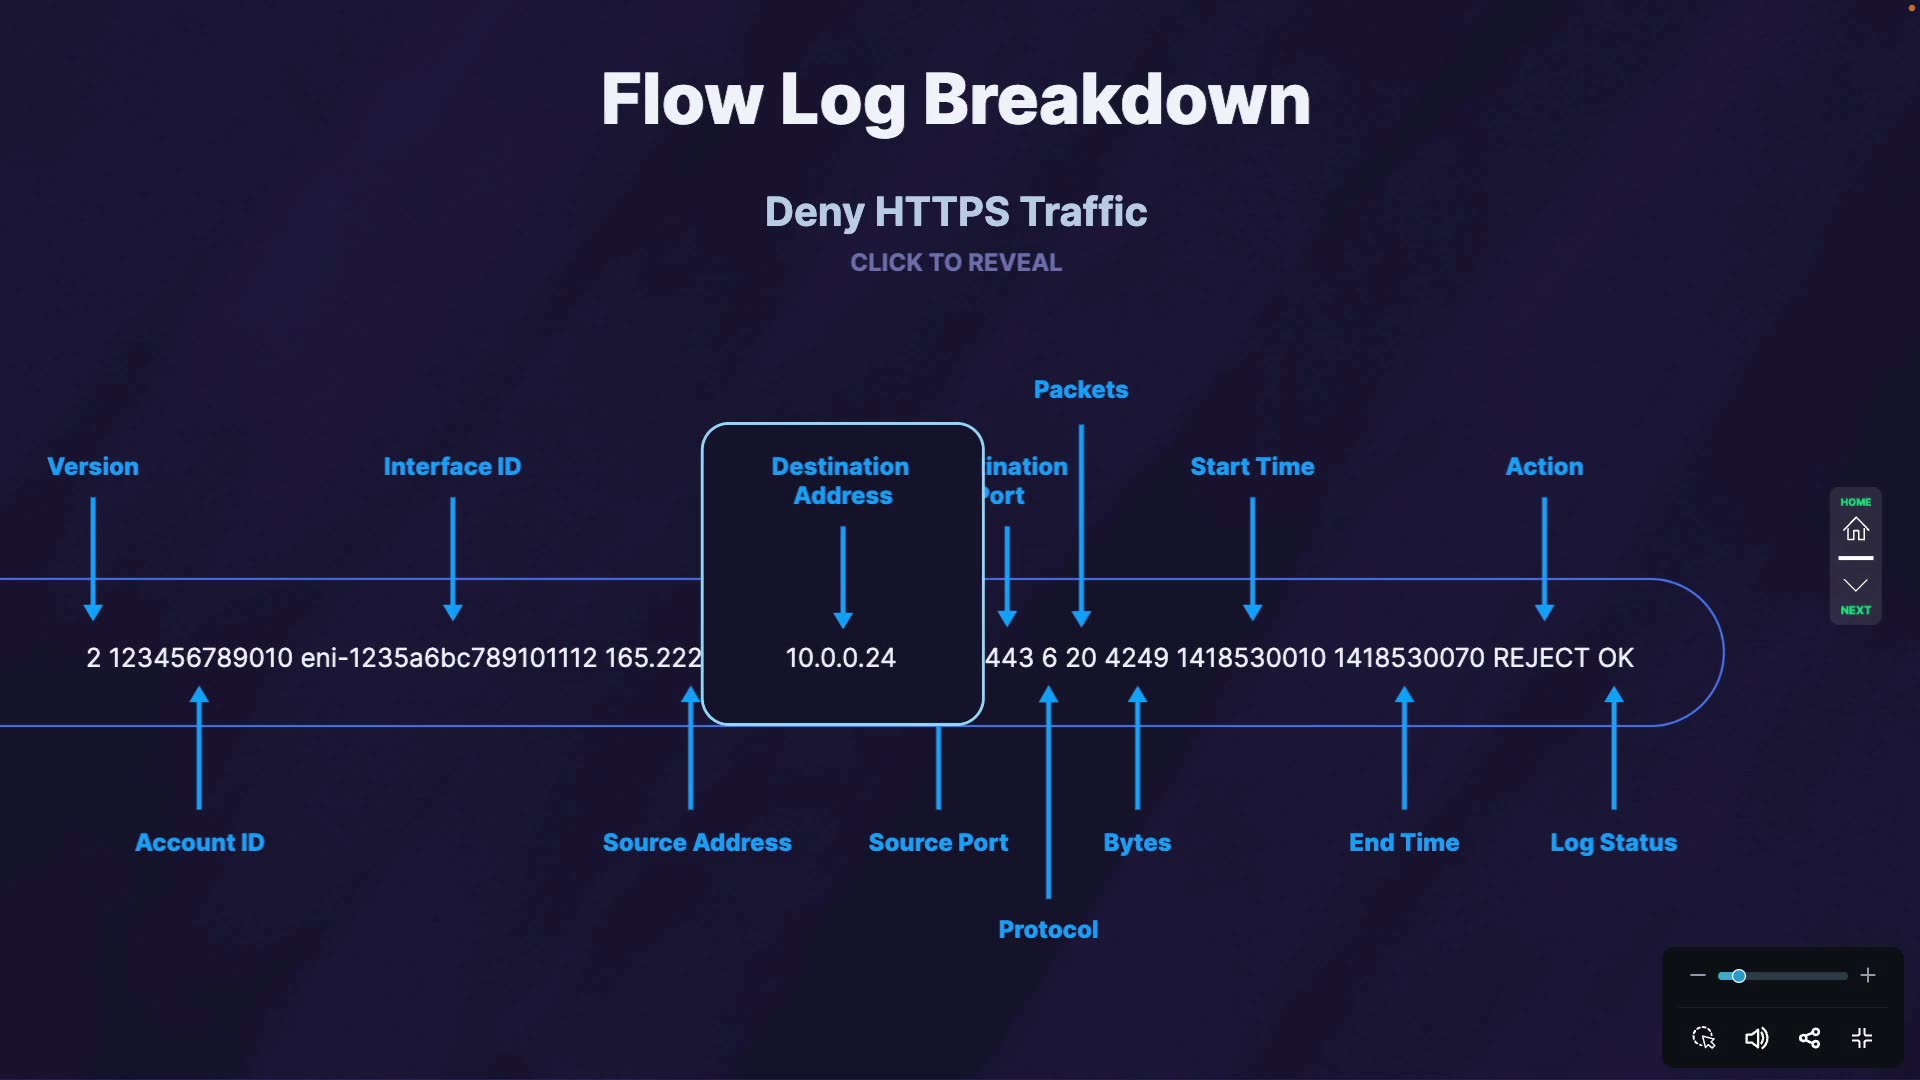 Flow Log Breakdown
Deny HTTPS Traffic
CLICK TO REVEAL
Packets
Version
Interface ID
Destination
Address
ination
Port
Start Time
Action
HOME
NEXT
2 123456789010 eni-1235a6bc789101112 165.222
10.0.0.24
443 6 20 4249 1418530010 1418530070 REJECT OK
Account ID
Source Address
Source Port
Bytes
End Time
Log Status
Protocol